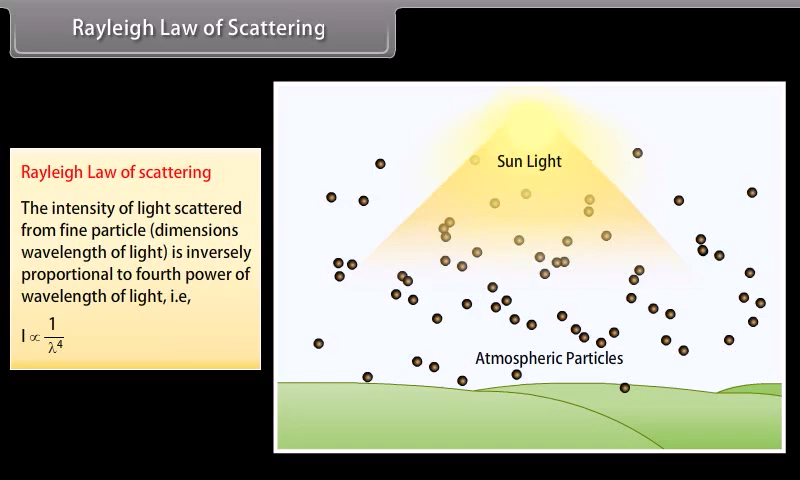 Rayleigh Law of Scattering
Rayleigh Law of scattering
The intensity of light scattered
from fine particle (dimensions
wavelength of light) is inversely
proportional to fourth power of
wavelength of light, i.e,
I ∝ 1/λ⁴
Sun Light
Atmospheric Particles